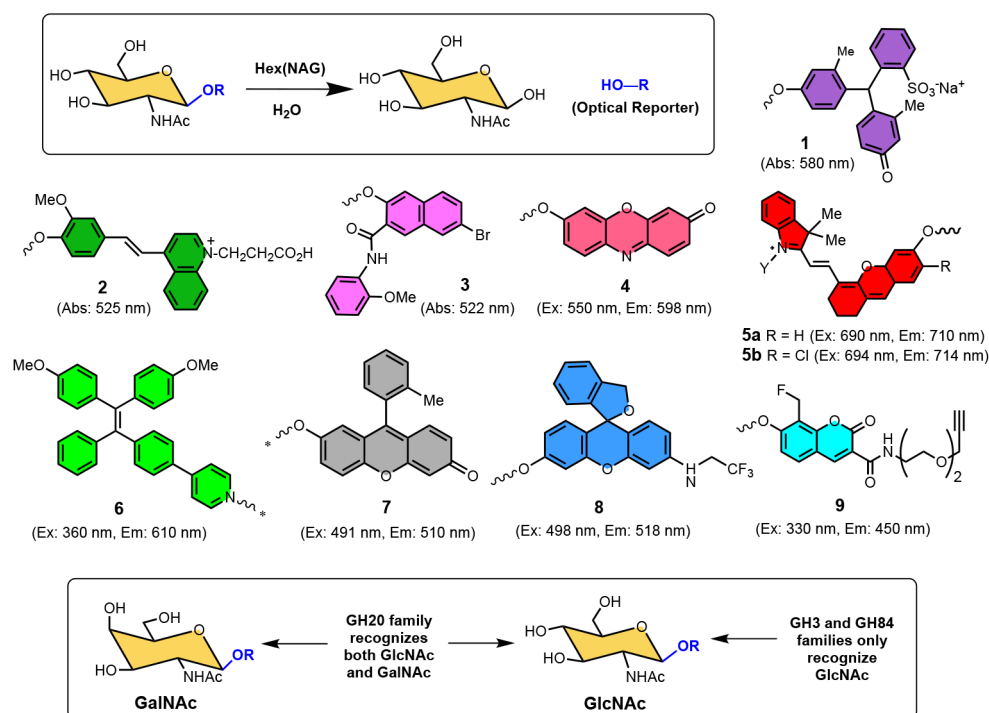 OH
HO
O
HO
OR
NHAc
Hex(NAG)
H₂O
OH
HO
O
HO
OH
NHAc
HO—R
(Optical Reporter)
Me
O
SO₃⁻Na⁺
Me
O
1
(Abs: 580 nm)
MeO
O
+
N–CH₂CH₂CO₂H
2
(Abs: 525 nm)
O
O
NH
Br
OMe
3
(Abs: 522 nm)
O
O
O
N
4
(Ex: 550 nm, Em: 598 nm)
Me
Me
N
Y
O
O
R
5a R = H (Ex: 690 nm, Em: 710 nm)
5b R = Cl (Ex: 694 nm, Em: 714 nm)
MeO
OMe
N
*
6
(Ex: 360 nm, Em: 610 nm)
Me
*
O
O
O
7
(Ex: 491 nm, Em: 510 nm)
O
O
O
N
H
CF₃
8
(Ex: 498 nm, Em: 518 nm)
F
O
O
O
O
H
N
O
2
9
(Ex: 330 nm, Em: 450 nm)
OH
OH
O
HO
OR
NHAc
GalNAc
GH20 family
recognizes
both GlcNAc
and GalNAc
OH
HO
O
HO
OR
NHAc
GlcNAc
GH3 and GH84
families only
recognize
GlcNAc